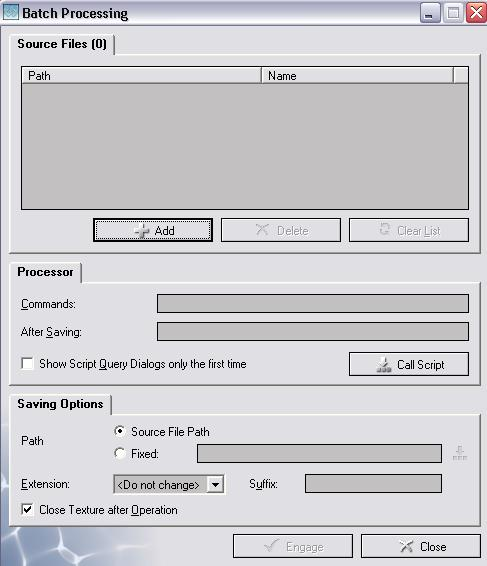 Batch Processing
Source Files (0)
Path Name
Add Delete Clear List
Processor
Commands:
After Saving:
Show Script Query Dialogs only the first time Call Script
Saving Options
Path Source File Path
Fixed:
Extension: <Do not change> Suffix:
Close Texture after Operation
Engage Close